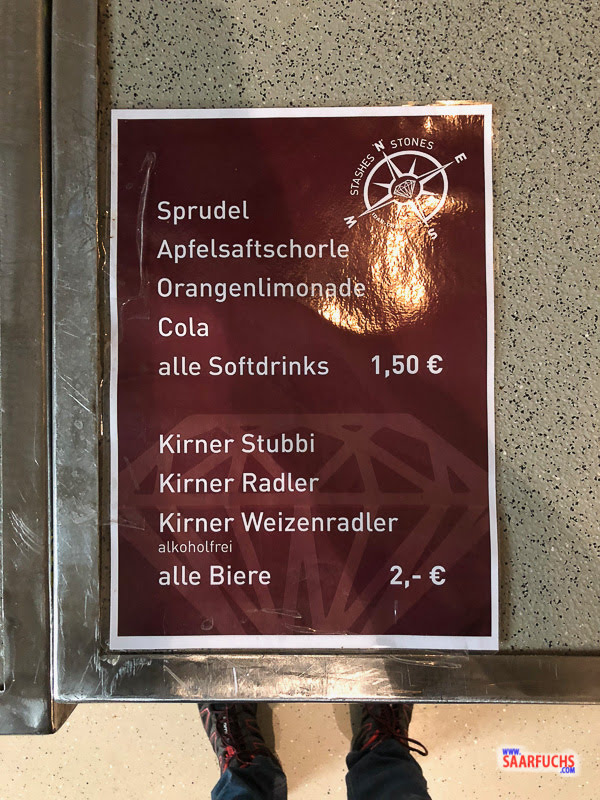 STASHES N STONES
E
S
W
Sprudel
Apfelsaftschorle
Orangenlimonade
Cola
alle Softdrinks 1,50 €
Kirner Stubbi
Kirner Radler
Kirner Weizenradler
alkoholfrei
alle Biere 2,- €
WWW.
SAARFUCHS
.COM